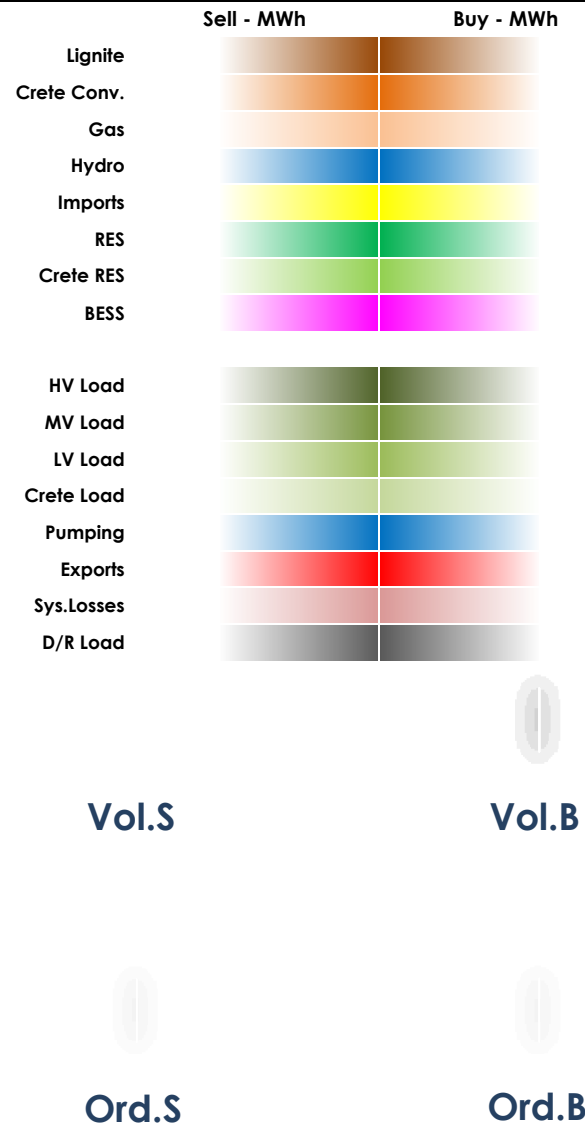 Sell - MWh Buy - MWh
Lignite
Crete Conv.
Gas
Hydro
Imports
RES
Crete RES
BESS
HV Load
MV Load
LV Load
Crete Load
Pumping
Exports
Sys.Losses
D/R Load
Vol.S Vol.B
Ord.S Ord.B